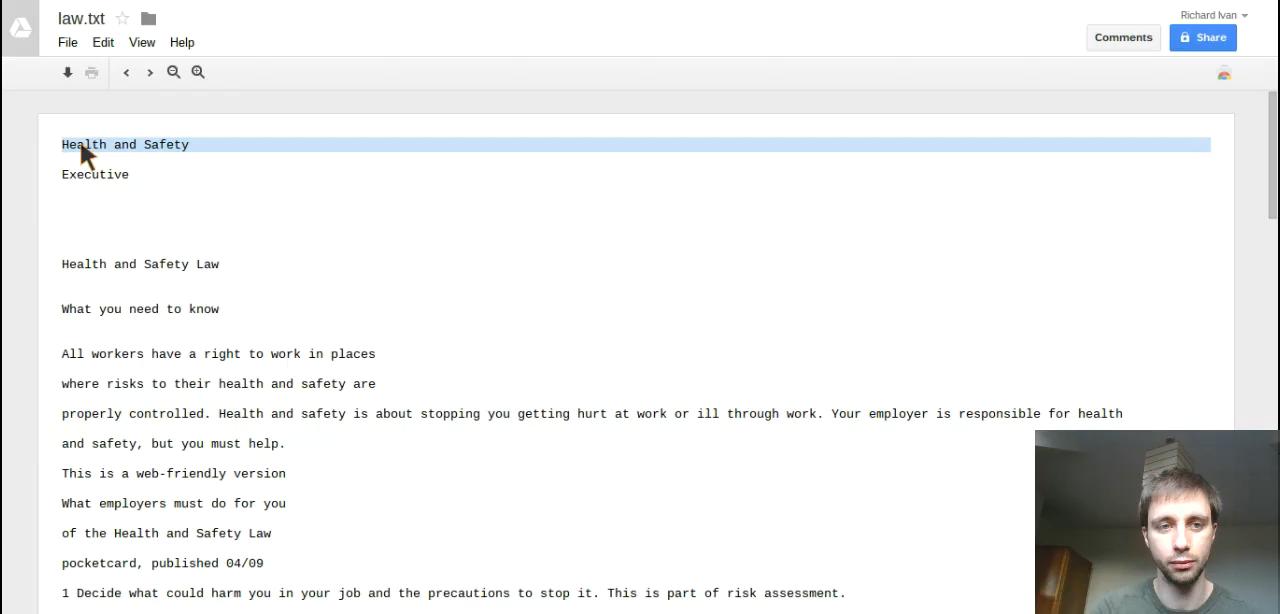 law.txt
Richard Ivan
File Edit View Help
Comments
Share
Health and Safety
Executive
Health and Safety Law
What you need to know
All workers have a right to work in places
where risks to their health and safety are
properly controlled. Health and safety is about stopping you getting hurt at work or ill through work. Your employer is responsible for health
and safety, but you must help.
This is a web-friendly version
What employers must do for you
of the Health and Safety Law
pocketcard, published 04/09
1 Decide what could harm you in your job and the precautions to stop it. This is part of risk assessment.